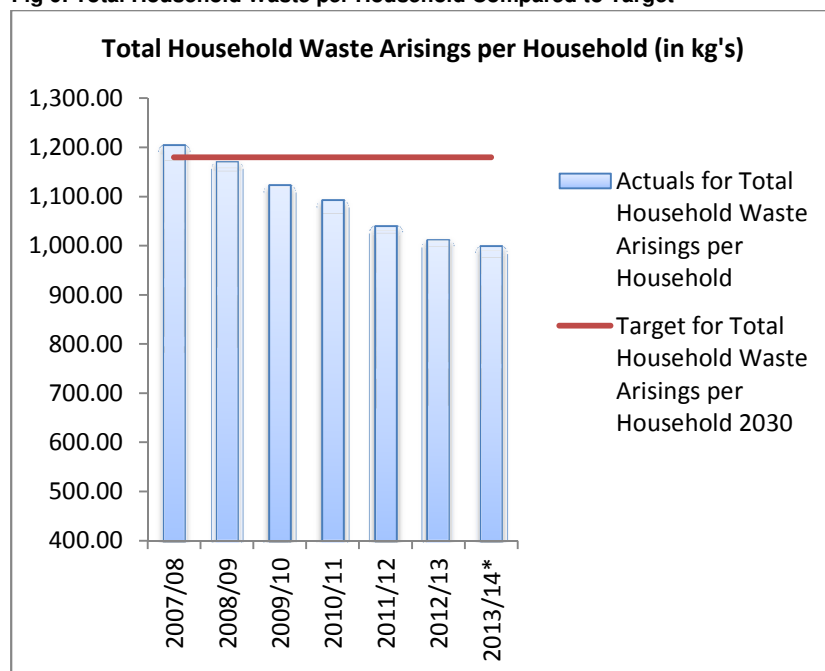 Total Household Waste Arisings per Household (in kg's)
1,300.00
1,200.00
1,100.00
1,000.00
900.00
800.00
700.00
600.00
500.00
400.00
2007/08
2008/09
2009/10
2010/11
2011/12
2012/13
2013/14*
Actuals for Total
Household Waste
Arisings per
Household
Target for Total
Household Waste
Arisings per
Household 2030